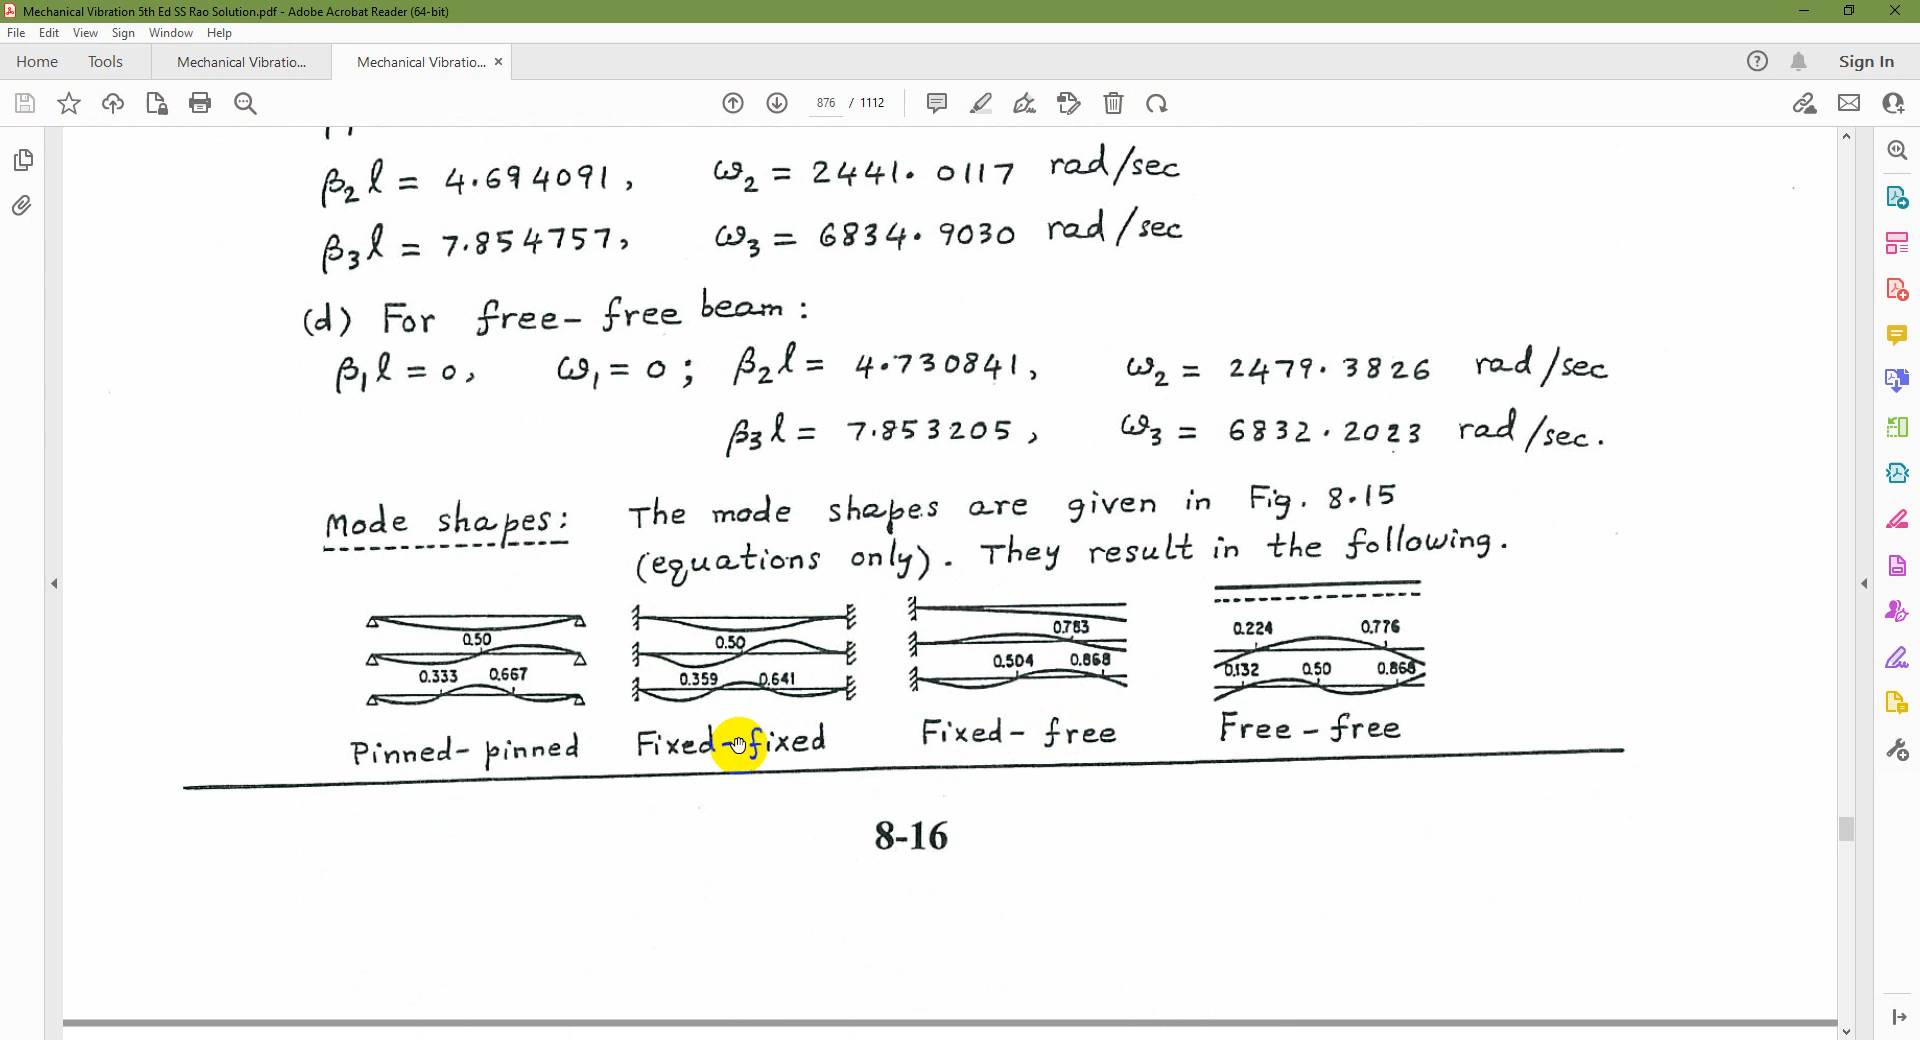 Mechanical Vibration 5th Ed SS Rao Solution.pdf - Adobe Acrobat Reader (64-bit)
File Edit View Sign Window Help
Home Tools Mechanical Vibratio... Mechanical Vibratio... × Sign In
876 / 1112
β₂l = 4.694091, ω₂ = 2441.0117 rad/sec
β₃l = 7.854757, ω₃ = 6834.9030 rad/sec
(d) For free-free beam:
β₁l = 0, ω₁ = 0; β₂l = 4.730841, ω₂ = 2479.3826 rad/sec
β₃l = 7.853205, ω₃ = 6832.2023 rad/sec.
Mode shapes: The mode shapes are given in Fig. 8.15
(equations only). They result in the following.
0.50
0.333 0.667
Pinned-pinned
0.50
0.359 0.641
Fixed-fixed
0.783
0.504 0.868
Fixed-free
0.224 0.776
0.132 0.50 0.868
Free-free
8-16